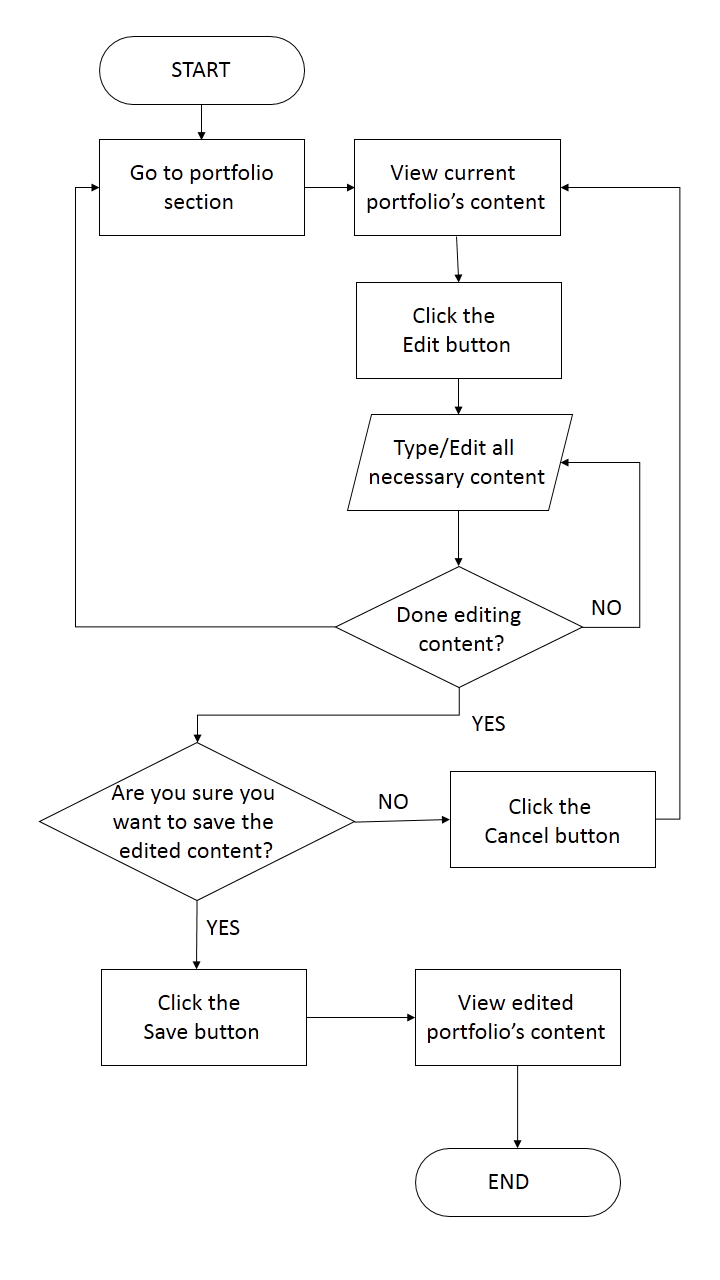 START
Go to portfolio
section
View current
portfolio’s content
Click the
Edit button
Type/Edit all
necessary content
Done editing
content?
NO
YES
Are you sure you
want to save the
edited content?
NO
Click the
Cancel button
YES
Click the
Save button
View edited
portfolio’s content
END